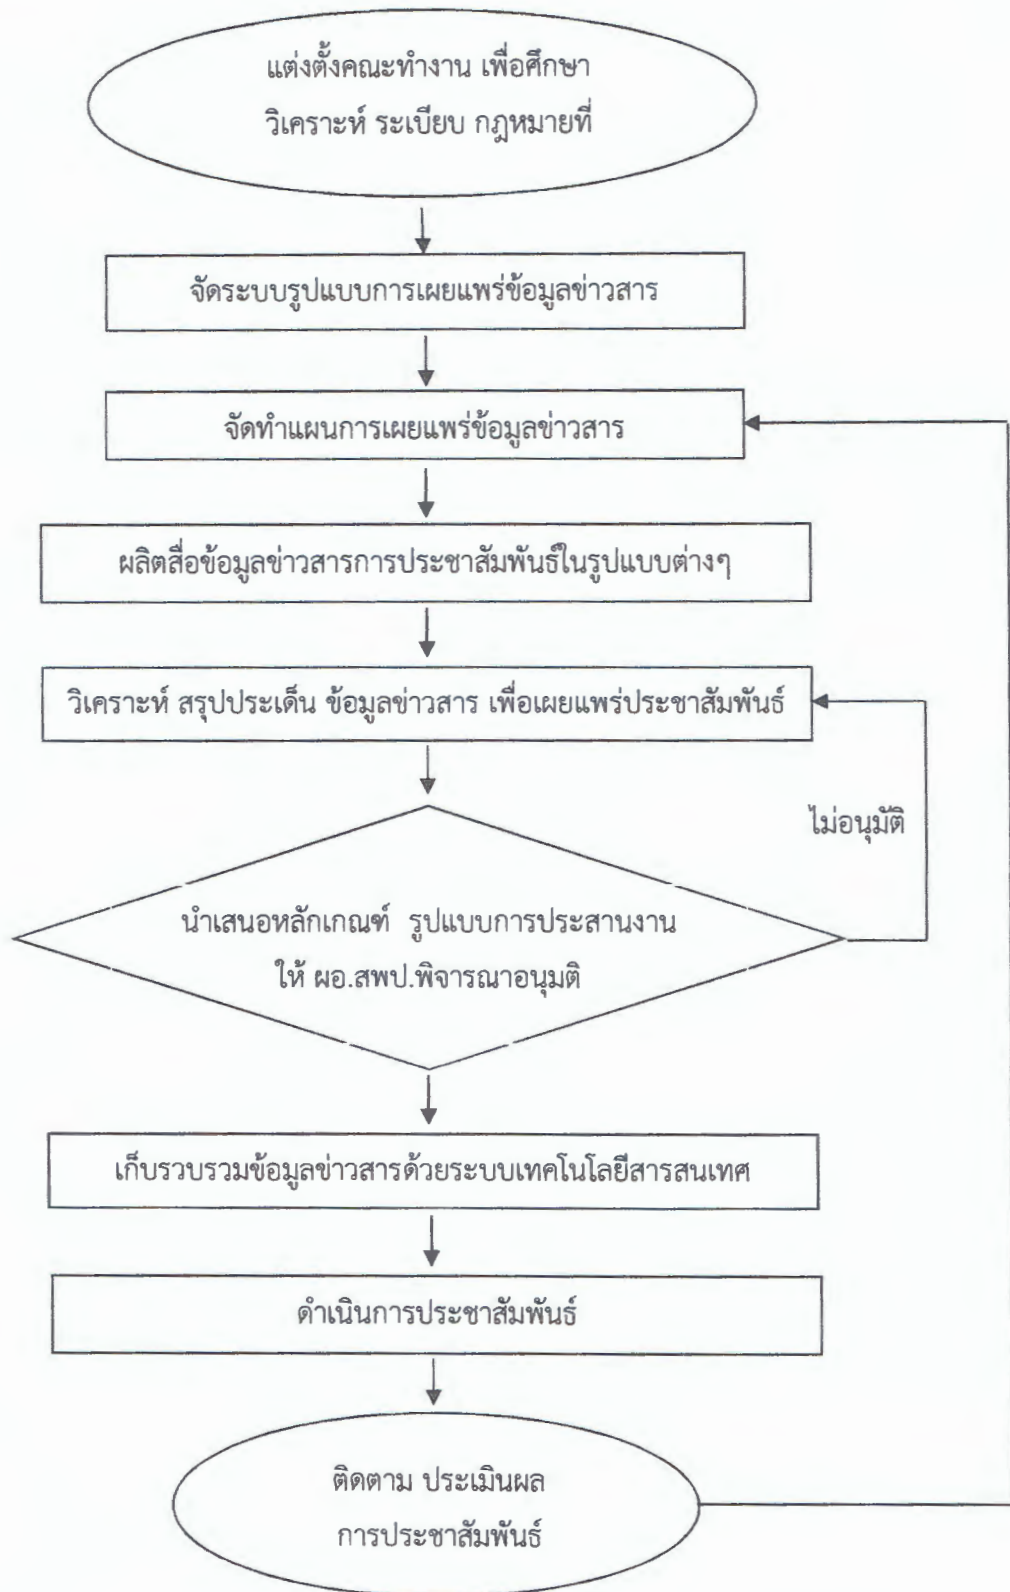 แต่งตั้งคณะทำงาน เพื่อศึกษา
วิเคราะห์ ระเบียบ กฎหมายที่
จัดระบบรูปแบบการเผยแพร่ข้อมูลข่าวสาร
จัดทำแผนการเผยแพร่ข้อมูลข่าวสาร
ผลิตสื่อข้อมูลข่าวสารการประชาสัมพันธ์ในรูปแบบต่างๆ
วิเคราะห์ สรุปประเด็น ข้อมูลข่าวสาร เพื่อเผยแพร่ประชาสัมพันธ์
ไม่อนุมัติ
นำเสนอหลักเกณฑ์ รูปแบบการประสานงาน
ให้ ผอ.สพป.พิจารณาอนุมติ
เก็บรวบรวมข้อมูลข่าวสารด้วยระบบเทคโนโลยีสารสนเทศ
ดำเนินการประชาสัมพันธ์
ติดตาม ประเมินผล
การประชาสัมพันธ์